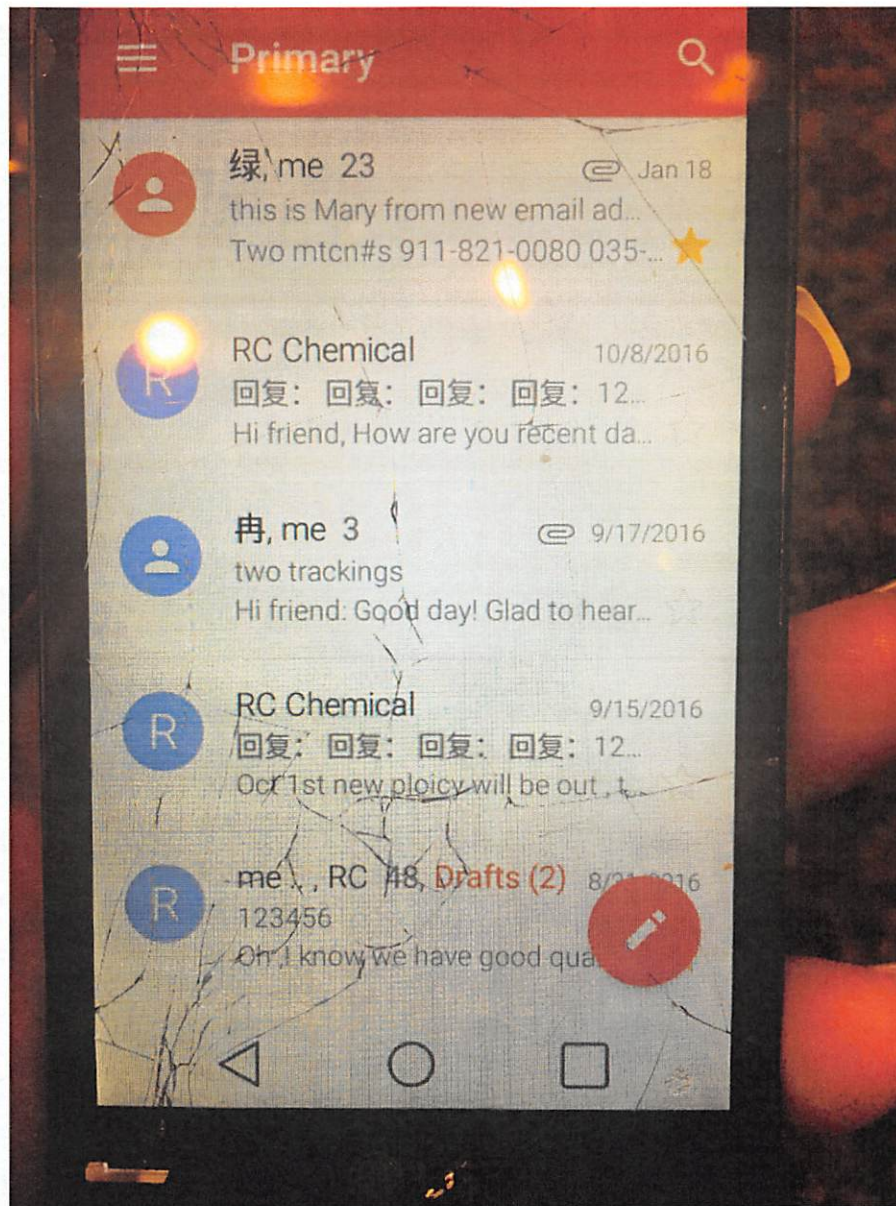 Primary
绿, me 23 Jan 18
this is Mary from new email ad...
Two mtcn#s 911-821-0080 035-...
R
RC Chemical 10/8/2016
回复: 回复: 回复: 回复: 12...
Hi friend, How are you recent da...
冉, me 3 9/17/2016
two trackings
Hi friend: Good day! Glad to hear...
R
RC Chemical 9/15/2016
回复: 回复: 回复: 回复: 12...
Oct 1st new ploicy will be out , t...
R
me . . , RC 48, Drafts (2)
123456
Oh ,I know we have good qua...